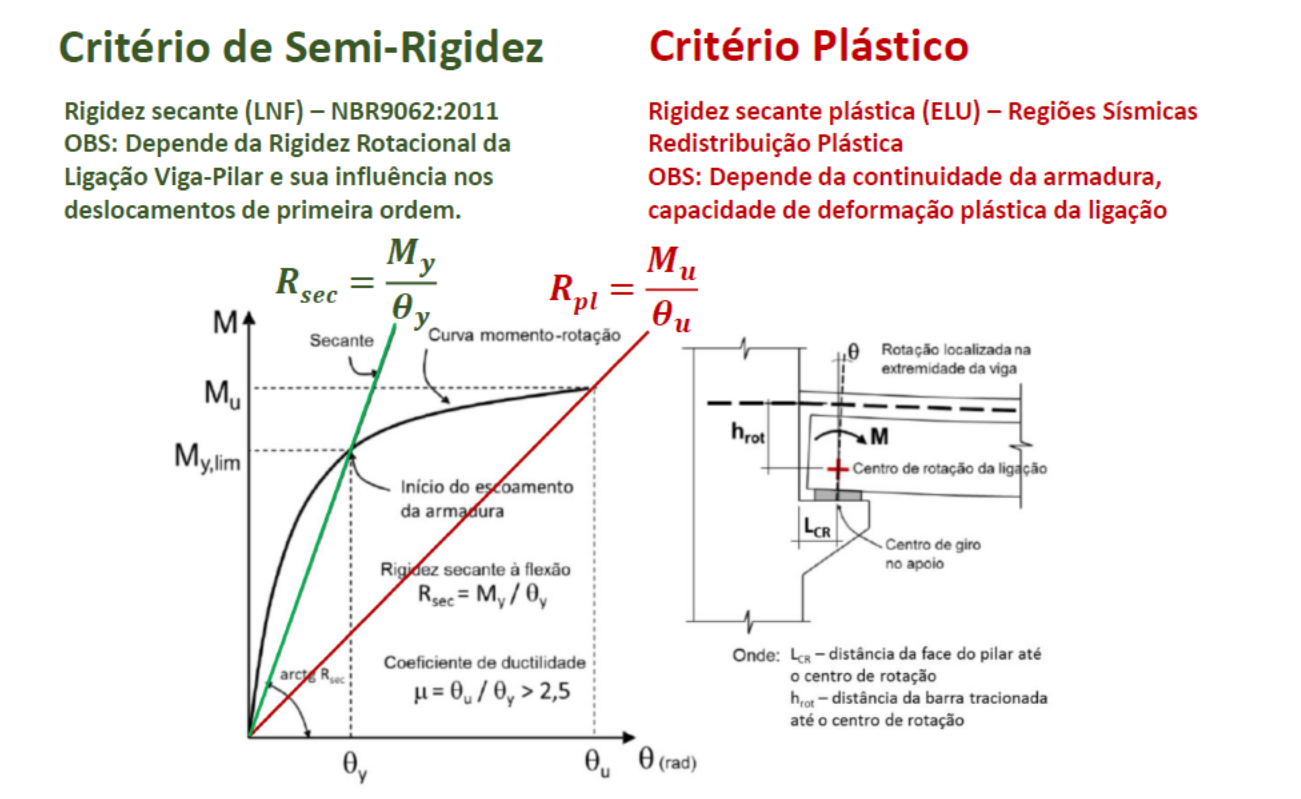 Critério de Semi-Rigidez
Rigidez secante (LNF) – NBR9062:2011
OBS: Depende da Rigidez Rotacional da
Ligação Viga-Pilar e sua influência nos
deslocamentos de primeira ordem.
Critério Plástico
Rigidez secante plástica (ELU) – Regiões Sísmicas
Redistribuição Plástica
OBS: Depende da continuidade da armadura,
capacidade de deformação plástica da ligação
R_sec = M_y / θ_y
R_pl = M_u / θ_u
M
Secante
Curva momento-rotação
M_u
M_y,lim
Início do escoamento
da armadura
Rigidez secante à flexão
R_sec = M_y / θ_y
Coeficiente de ductilidade
μ = θ_u / θ_y > 2,5
arctg R_sec
θ_y
θ_u
θ (rad)
θ
Rotação localizada na
extremidade da viga
h_rot
M
Centro de rotação da ligação
L_CR
Centro de giro
no apoio
Onde: L_CR – distância da face do pilar até
o centro de rotação
h_rot – distância da barra tracionada
até o centro de rotação